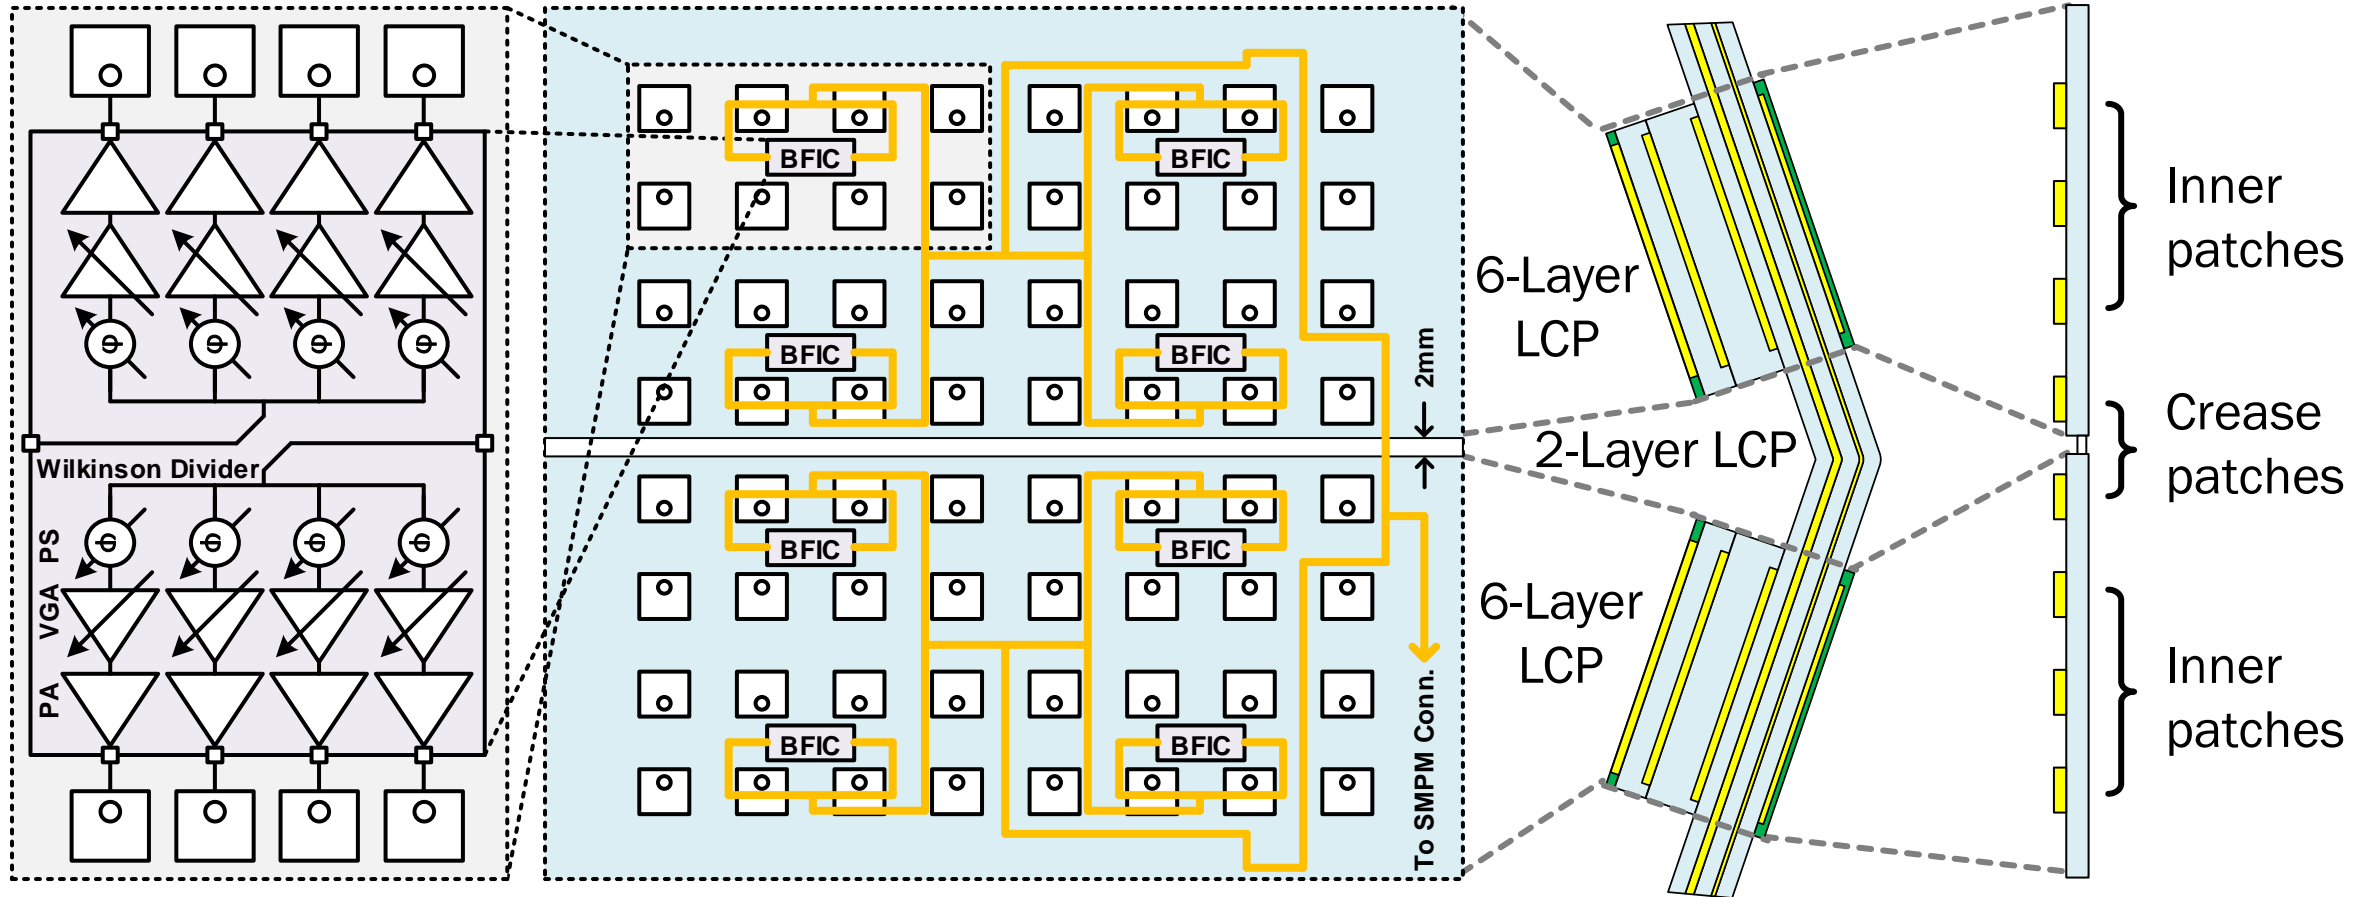 Wilkinson Divider
PS
VGA
PA
BFIC
BFIC
BFIC
BFIC
BFIC
BFIC
BFIC
BFIC
2mm
To SMPM Conn.
6-Layer
LCP
2-Layer LCP
6-Layer
LCP
Inner
patches
Crease
patches
Inner
patches